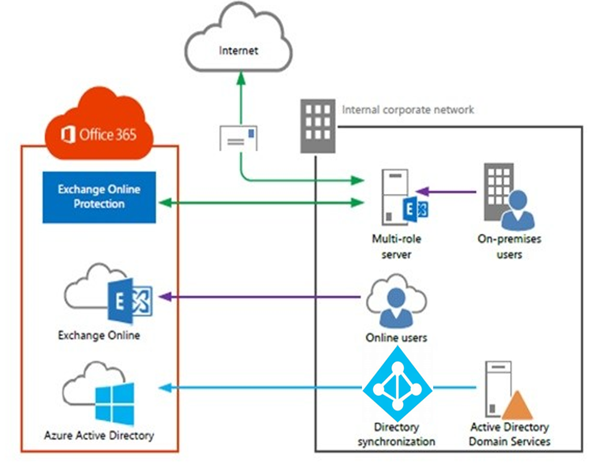 Internet
Internal corporate network
Office 365
Exchange Online
Protection
E
Multi-role
server
On-premises
users
E
Exchange Online
Online users
Azure Active Directory
Directory
synchronization
Active Directory
Domain Services